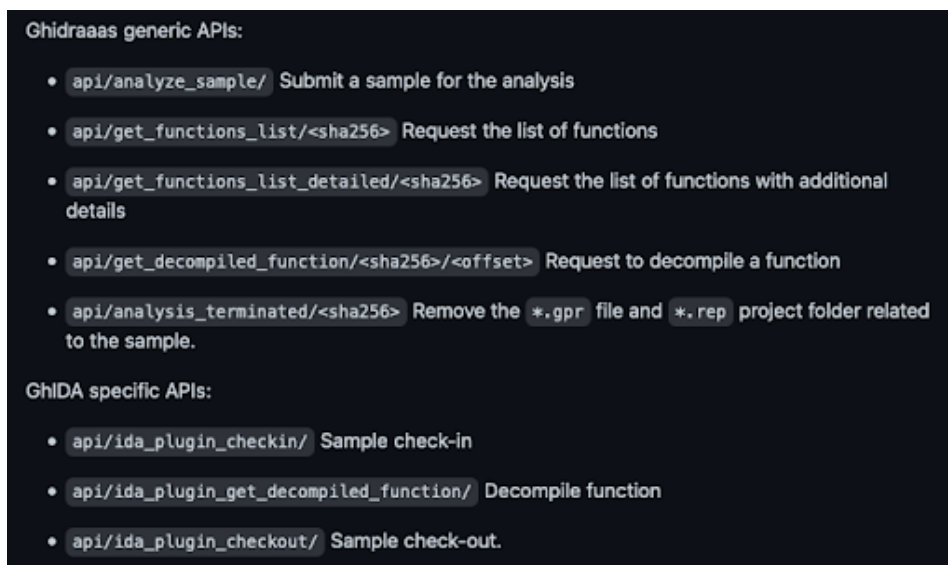 Ghidraaas generic APIs:
• api/analyze_sample/ Submit a sample for the analysis
• api/get_functions_list/<sha256> Request the list of functions
• api/get_functions_list_detailed/<sha256> Request the list of functions with additional
details
• api/get_decompiled_function/<sha256>/<offset> Request to decompile a function
• api/analysis_terminated/<sha256> Remove the *.gpr file and *.rep project folder related
to the sample.
GhIDA specific APIs:
• api/ida_plugin_checkin/ Sample check-in
• api/ida_plugin_get_decompiled_function/ Decompile function
• api/ida_plugin_checkout/ Sample check-out.